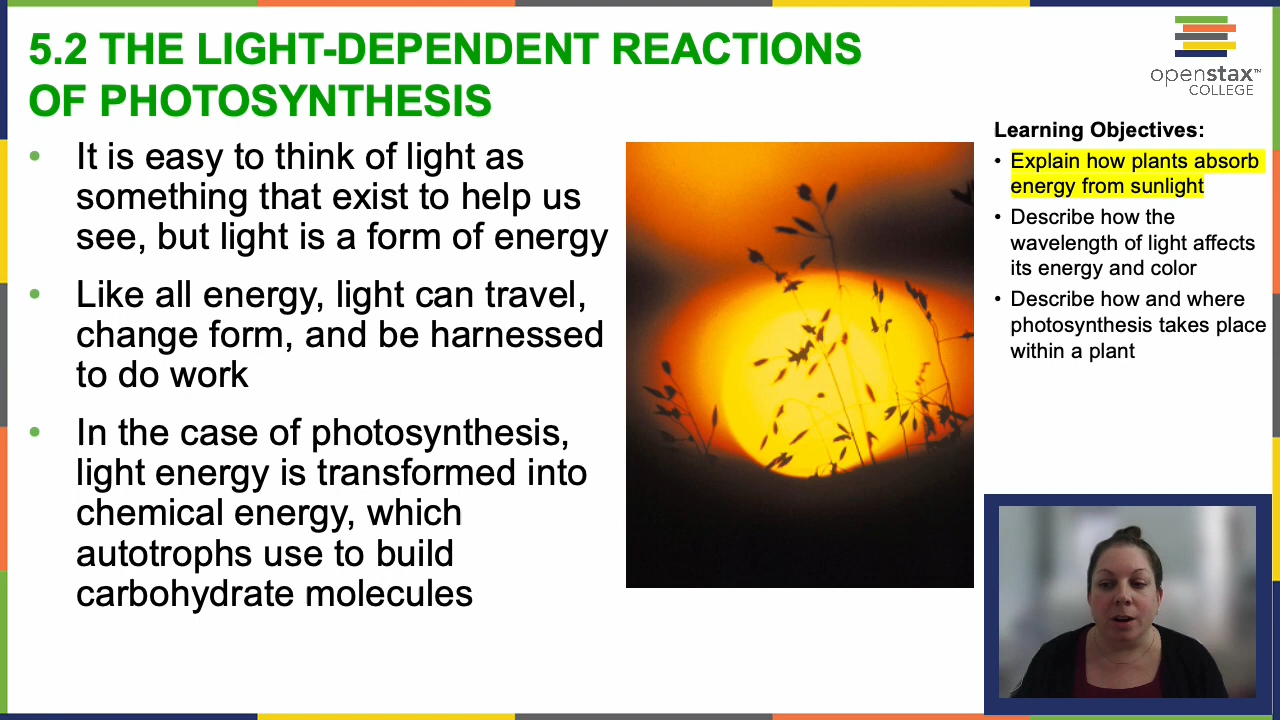 5.2 THE LIGHT-DEPENDENT REACTIONS
OF PHOTOSYNTHESIS
• It is easy to think of light as
something that exist to help us
see, but light is a form of energy
• Like all energy, light can travel,
change form, and be harnessed
to do work
• In the case of photosynthesis,
light energy is transformed into
chemical energy, which
autotrophs use to build
carbohydrate molecules
openstax™
COLLEGE
Learning Objectives:
• Explain how plants absorb
energy from sunlight
• Describe how the
wavelength of light affects
its energy and color
• Describe how and where
photosynthesis takes place
within a plant